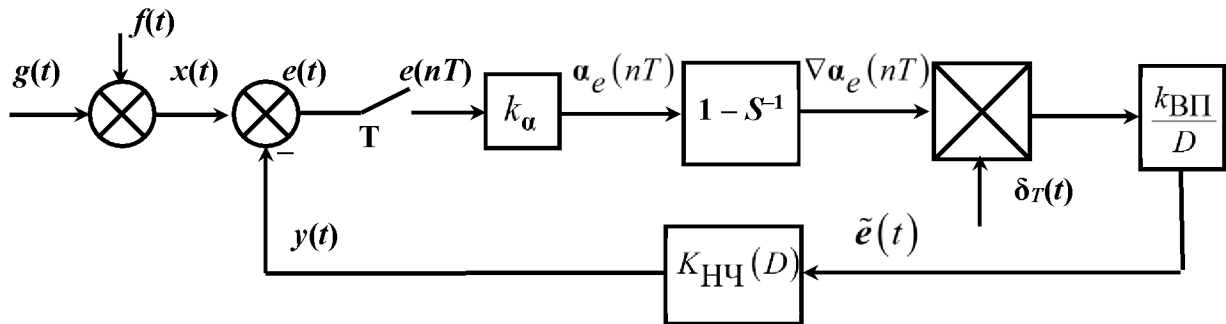 f(t)
g(t)
x(t)
e(t)
e(nT)
α_e(nT)
∇α_e(nT)
T
k_α
1 − S⁻¹
k_ВП
D
−
δ_T(t)
y(t)
K_НЧ(D)
ẽ(t)